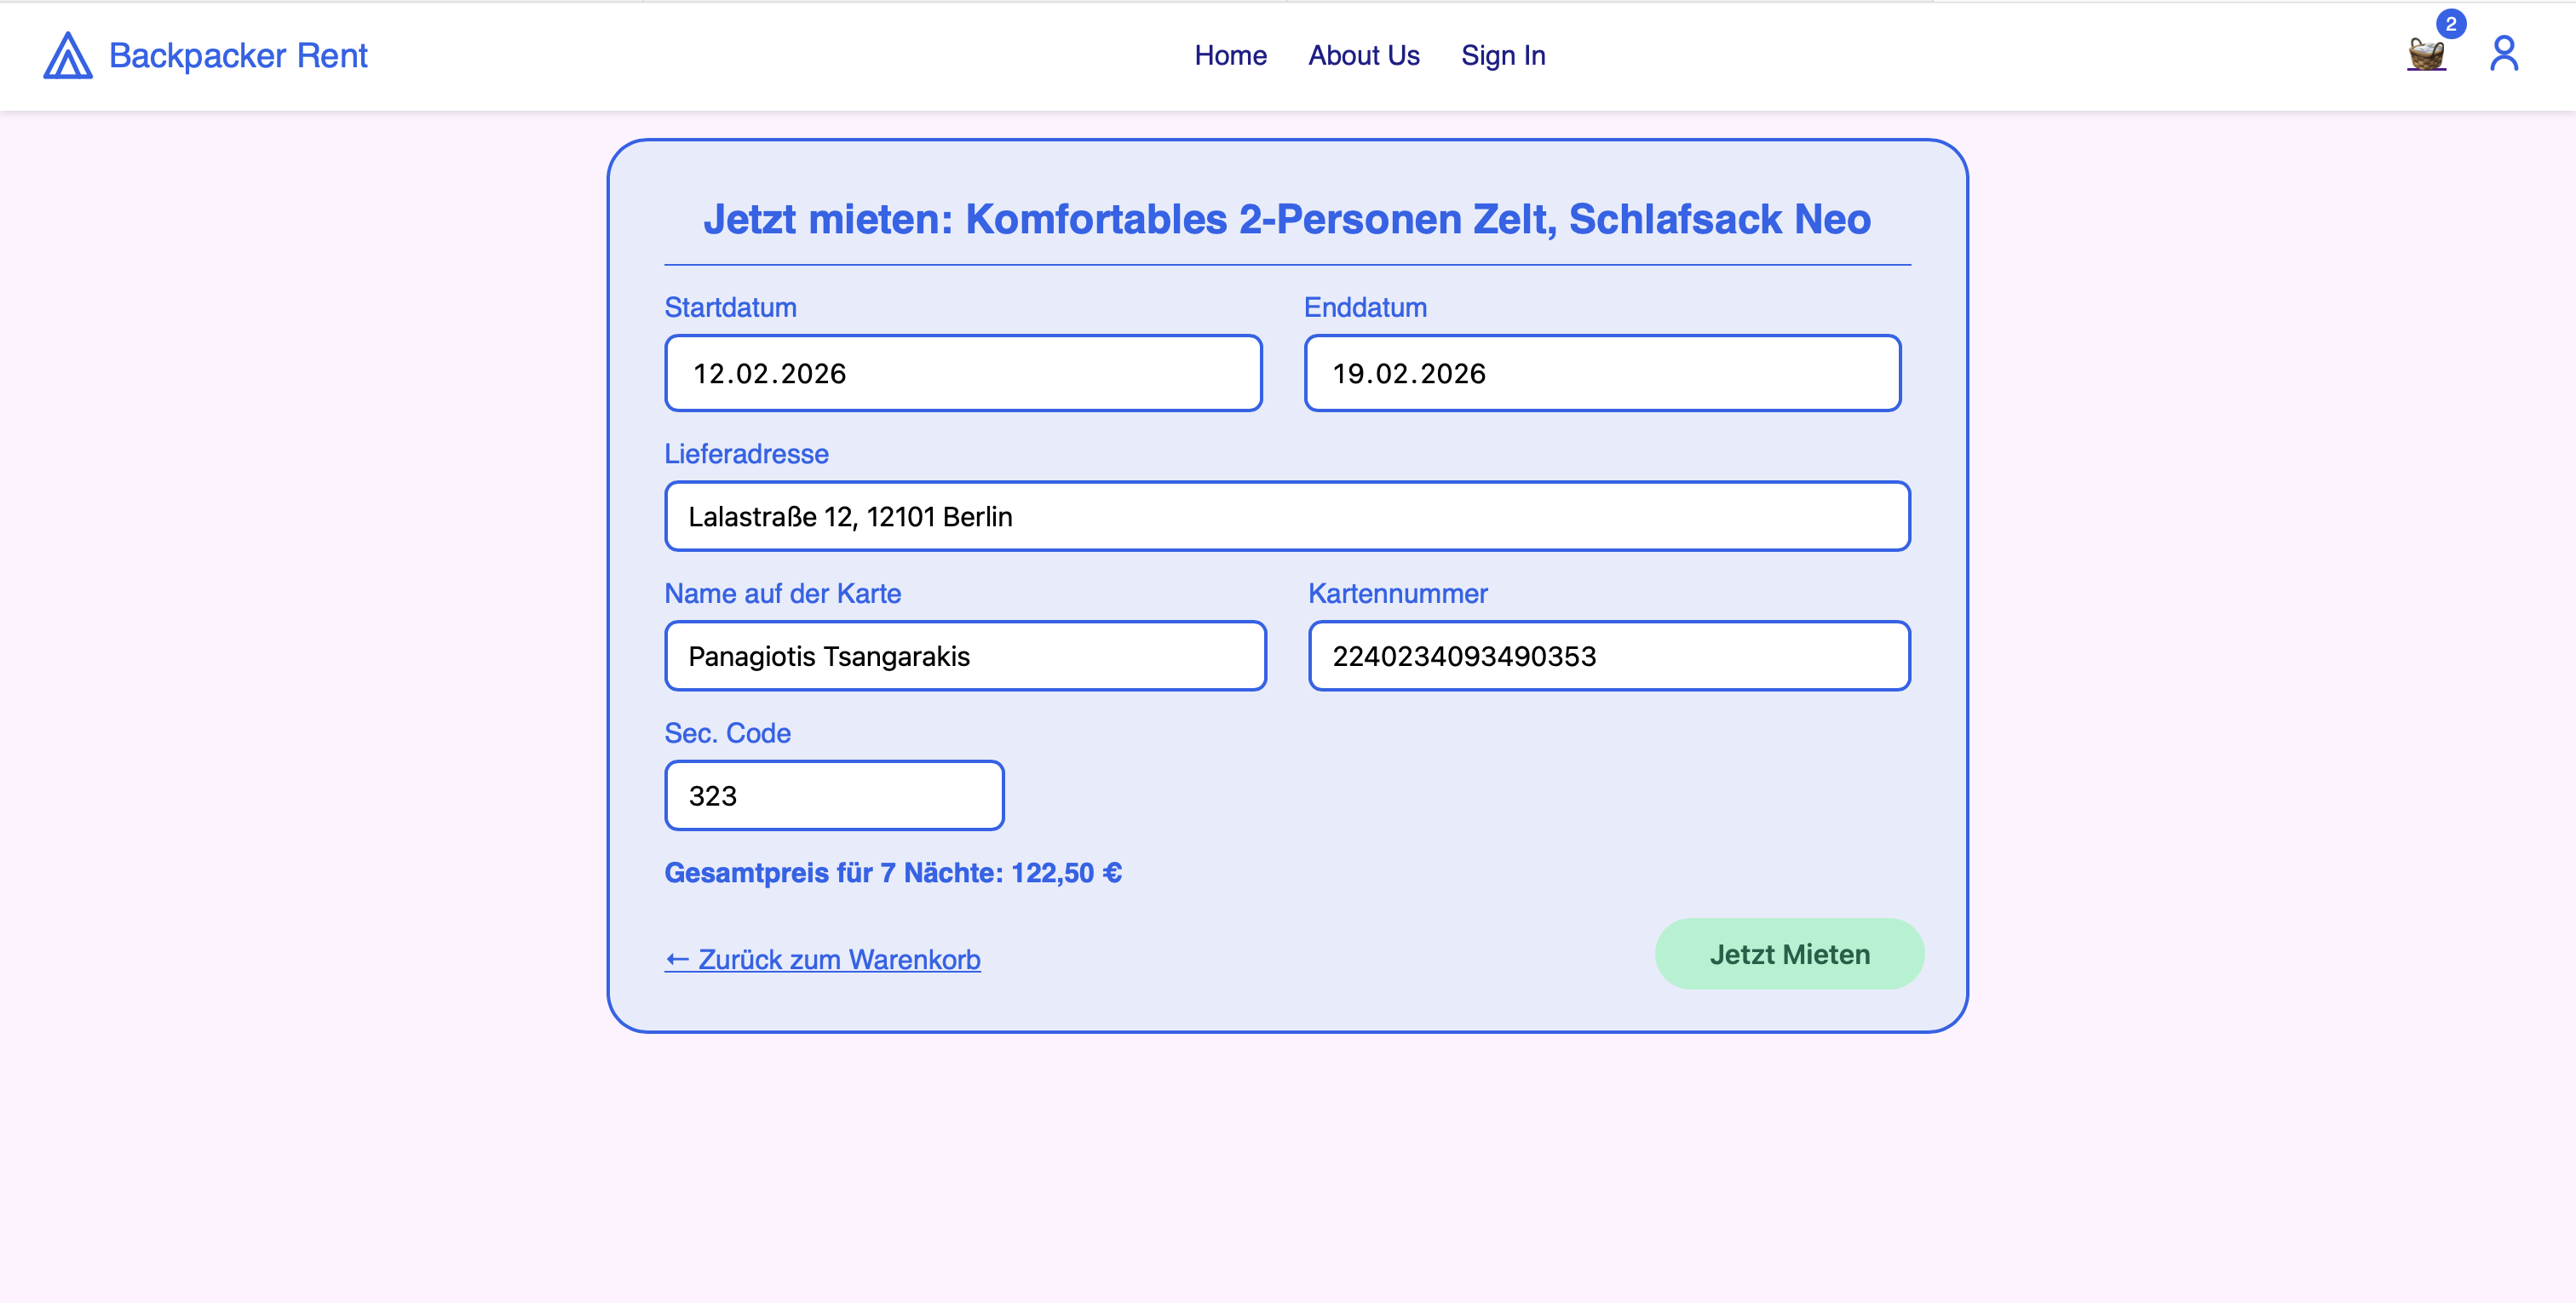 Backpacker Rent
Home About Us Sign In
2
Jetzt mieten: Komfortables 2-Personen Zelt, Schlafsack Neo
Startdatum Enddatum
12.02.2026 19.02.2026
Lieferadresse
Lalastraße 12, 12101 Berlin
Name auf der Karte Kartennummer
Panagiotis Tsangarakis 2240234093490353
Sec. Code
323
Gesamtpreis für 7 Nächte: 122,50 €
← Zurück zum Warenkorb Jetzt Mieten